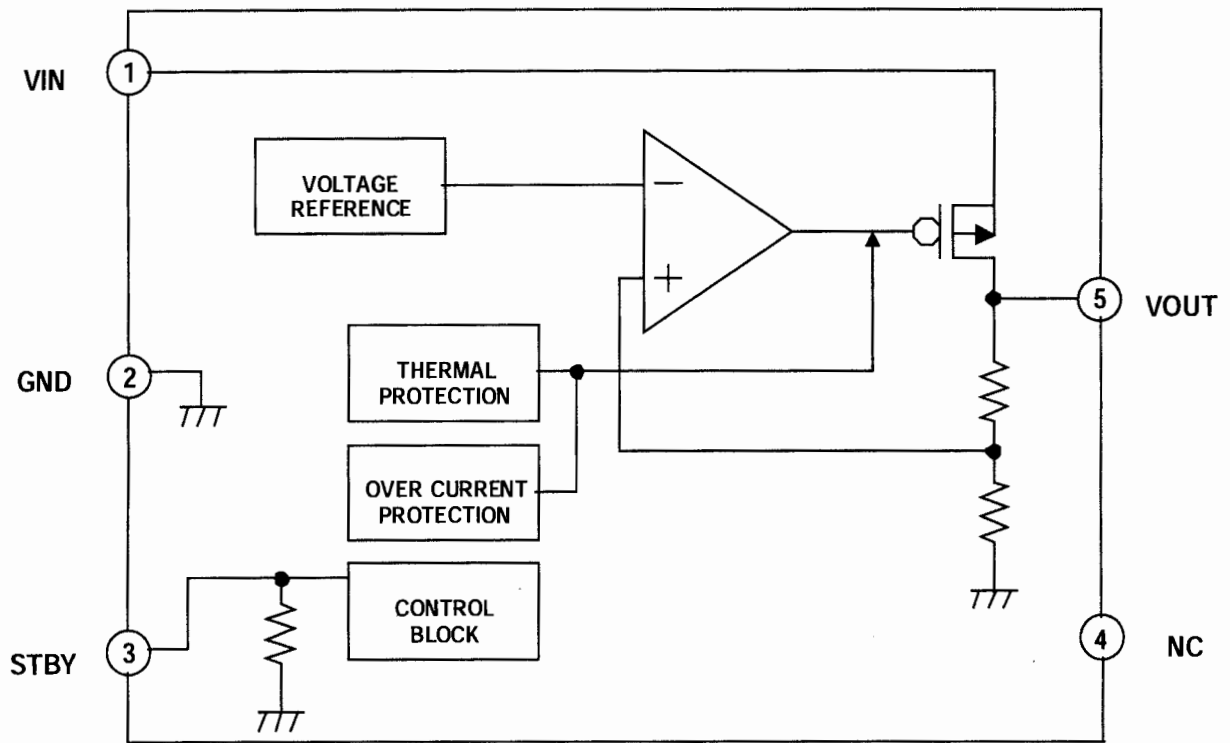 VIN
1
VOLTAGE
REFERENCE
−
+
5
VOUT
GND
2
THERMAL
PROTECTION
OVER CURRENT
PROTECTION
CONTROL
BLOCK
STBY
3
4
NC